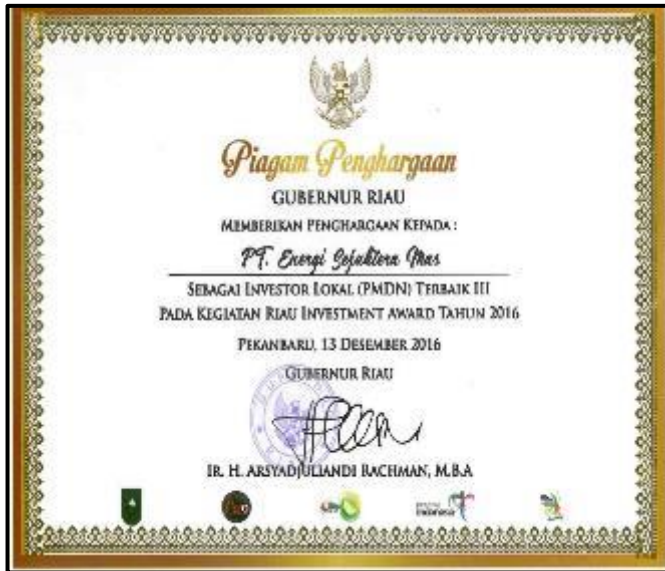 Piagam Penghargaan
GUBERNUR RIAU
MEMBERIKAN PENGHARGAAN KEPADA :
PT. Energi Sejahtera Mas
SEBAGAI INVESTOR LOKAL (PMDN) TERBAIK III
PADA KEGIATAN RIAU INVESTMENT AWARD TAHUN 2016
PEKANBARU, 13 DESEMBER 2016
GUBERNUR RIAU
IR. H. ARSYADJULIANDI RACHMAN, M.B.A